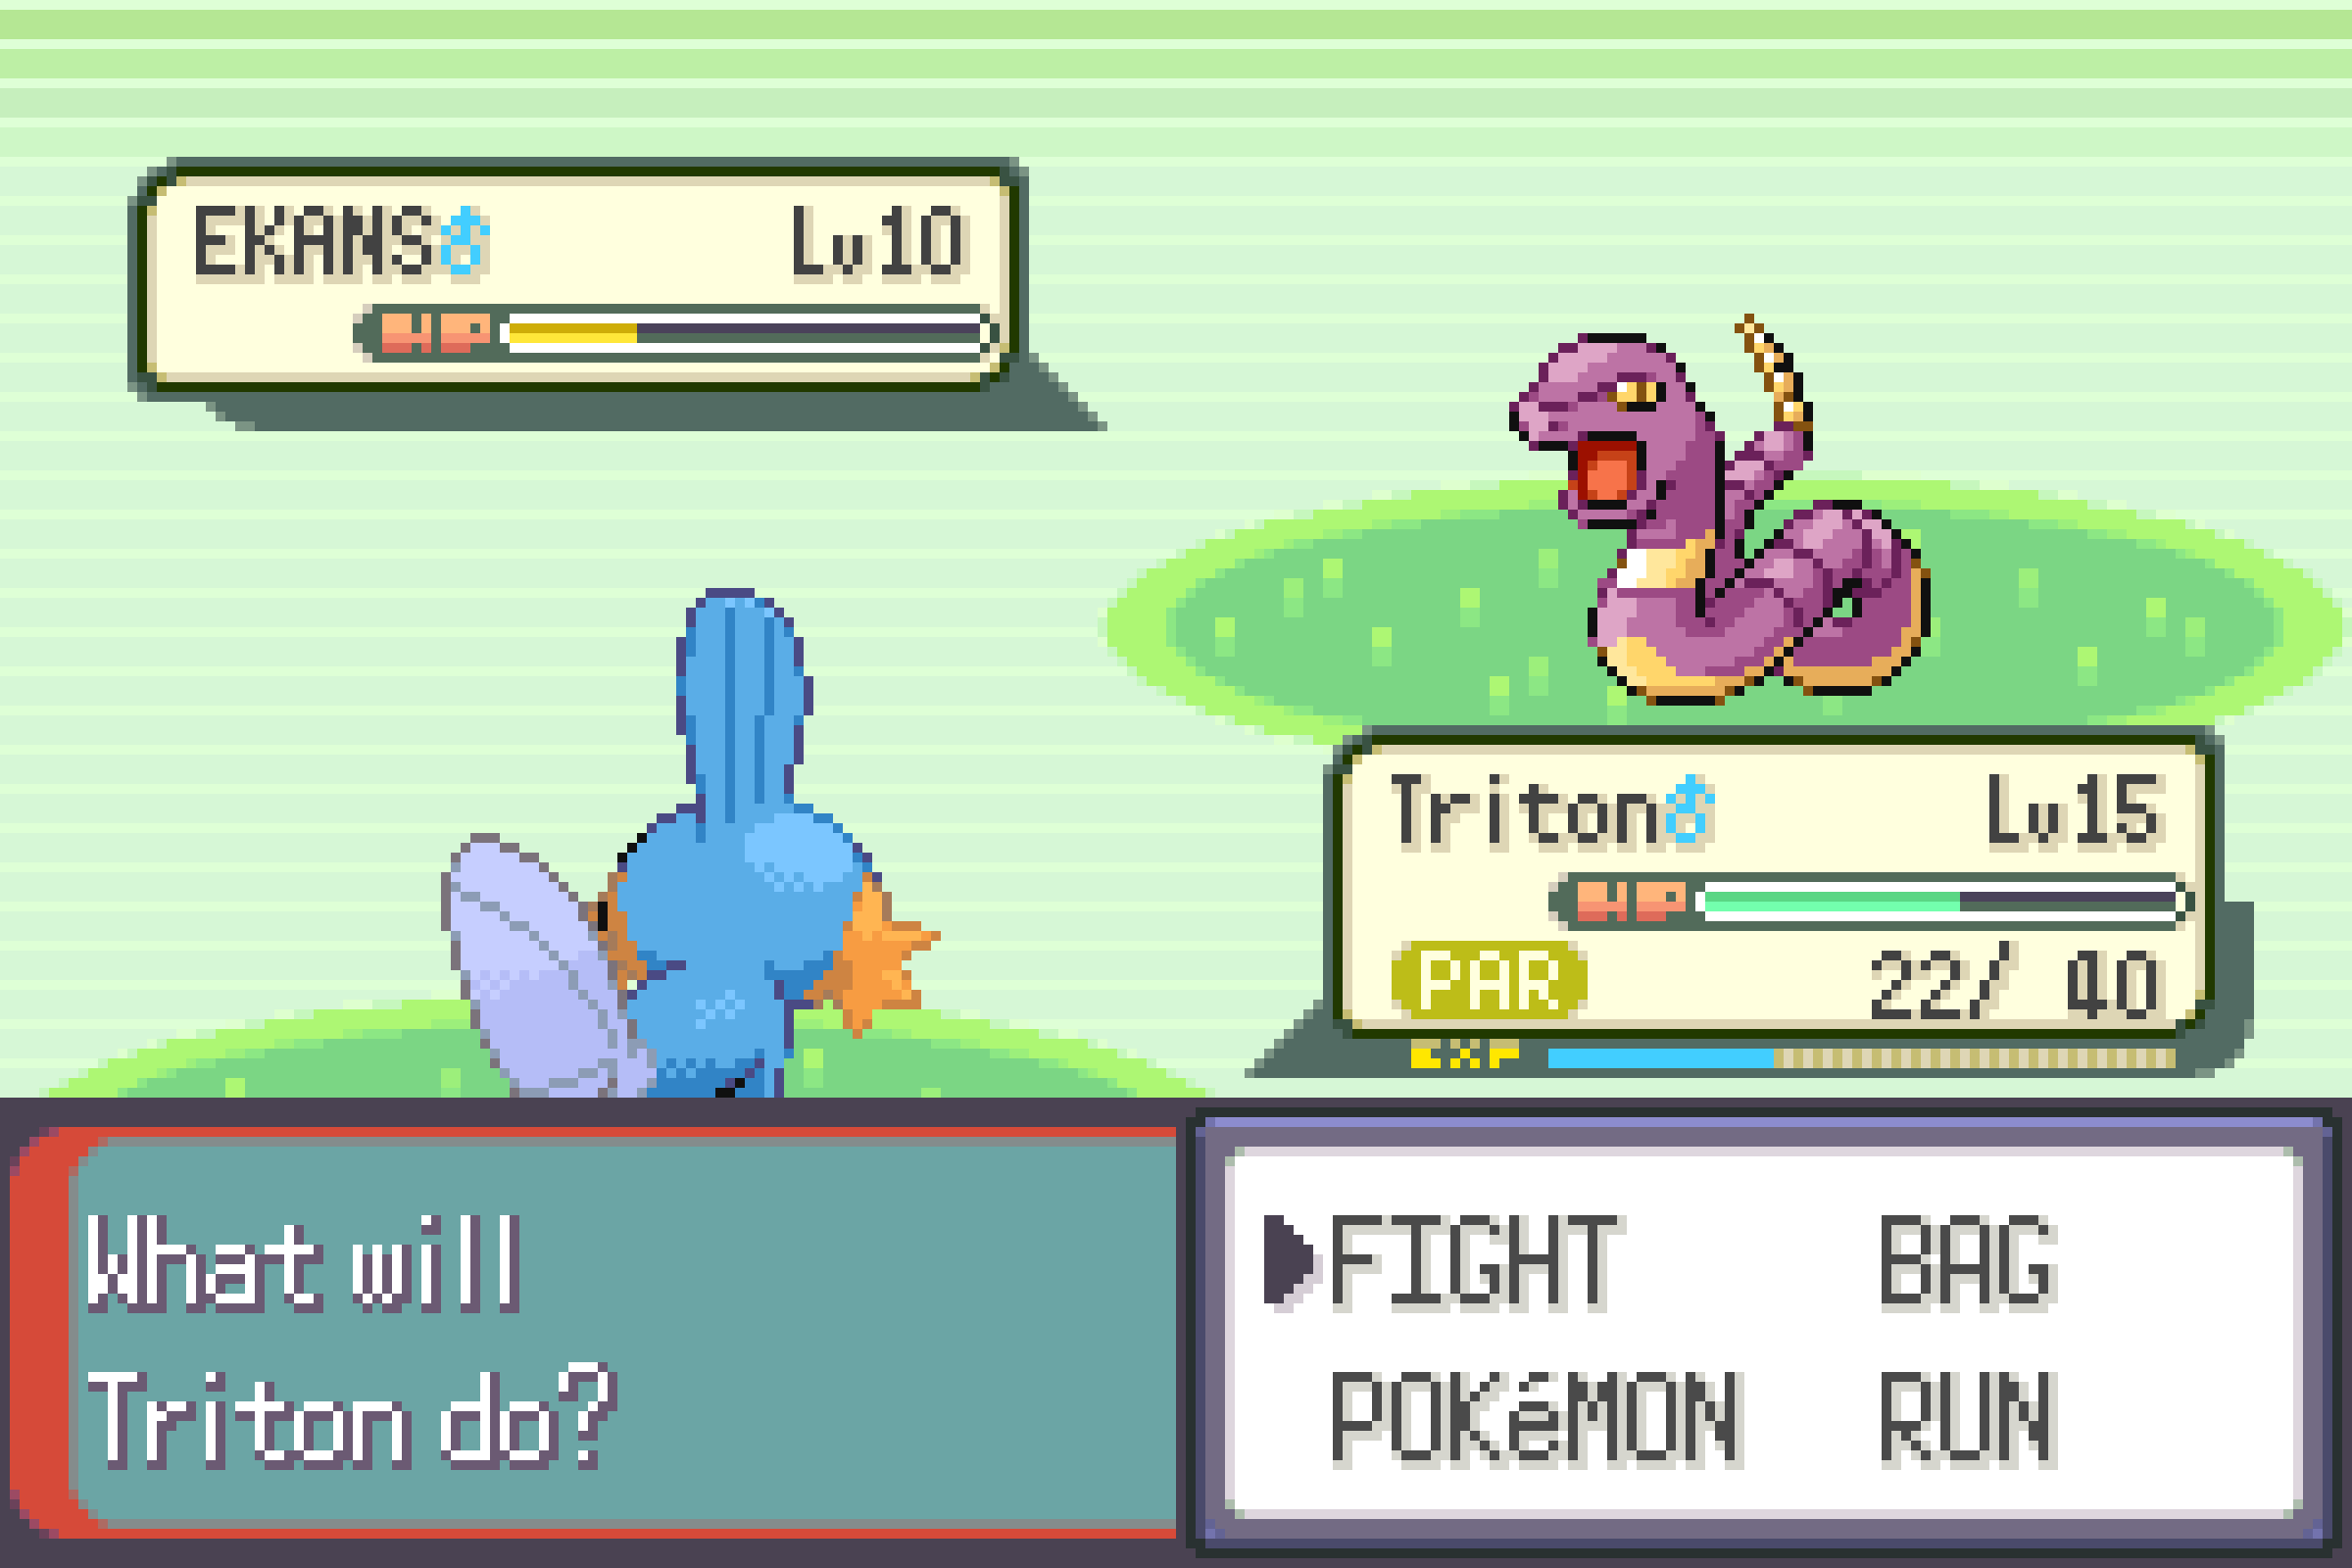 EKANS♂ Lv10
HP
Triton♂ Lv15
HP
PAR 22/ 40
EXP
What will
Triton do?
FIGHT BAG
POKéMON RUN